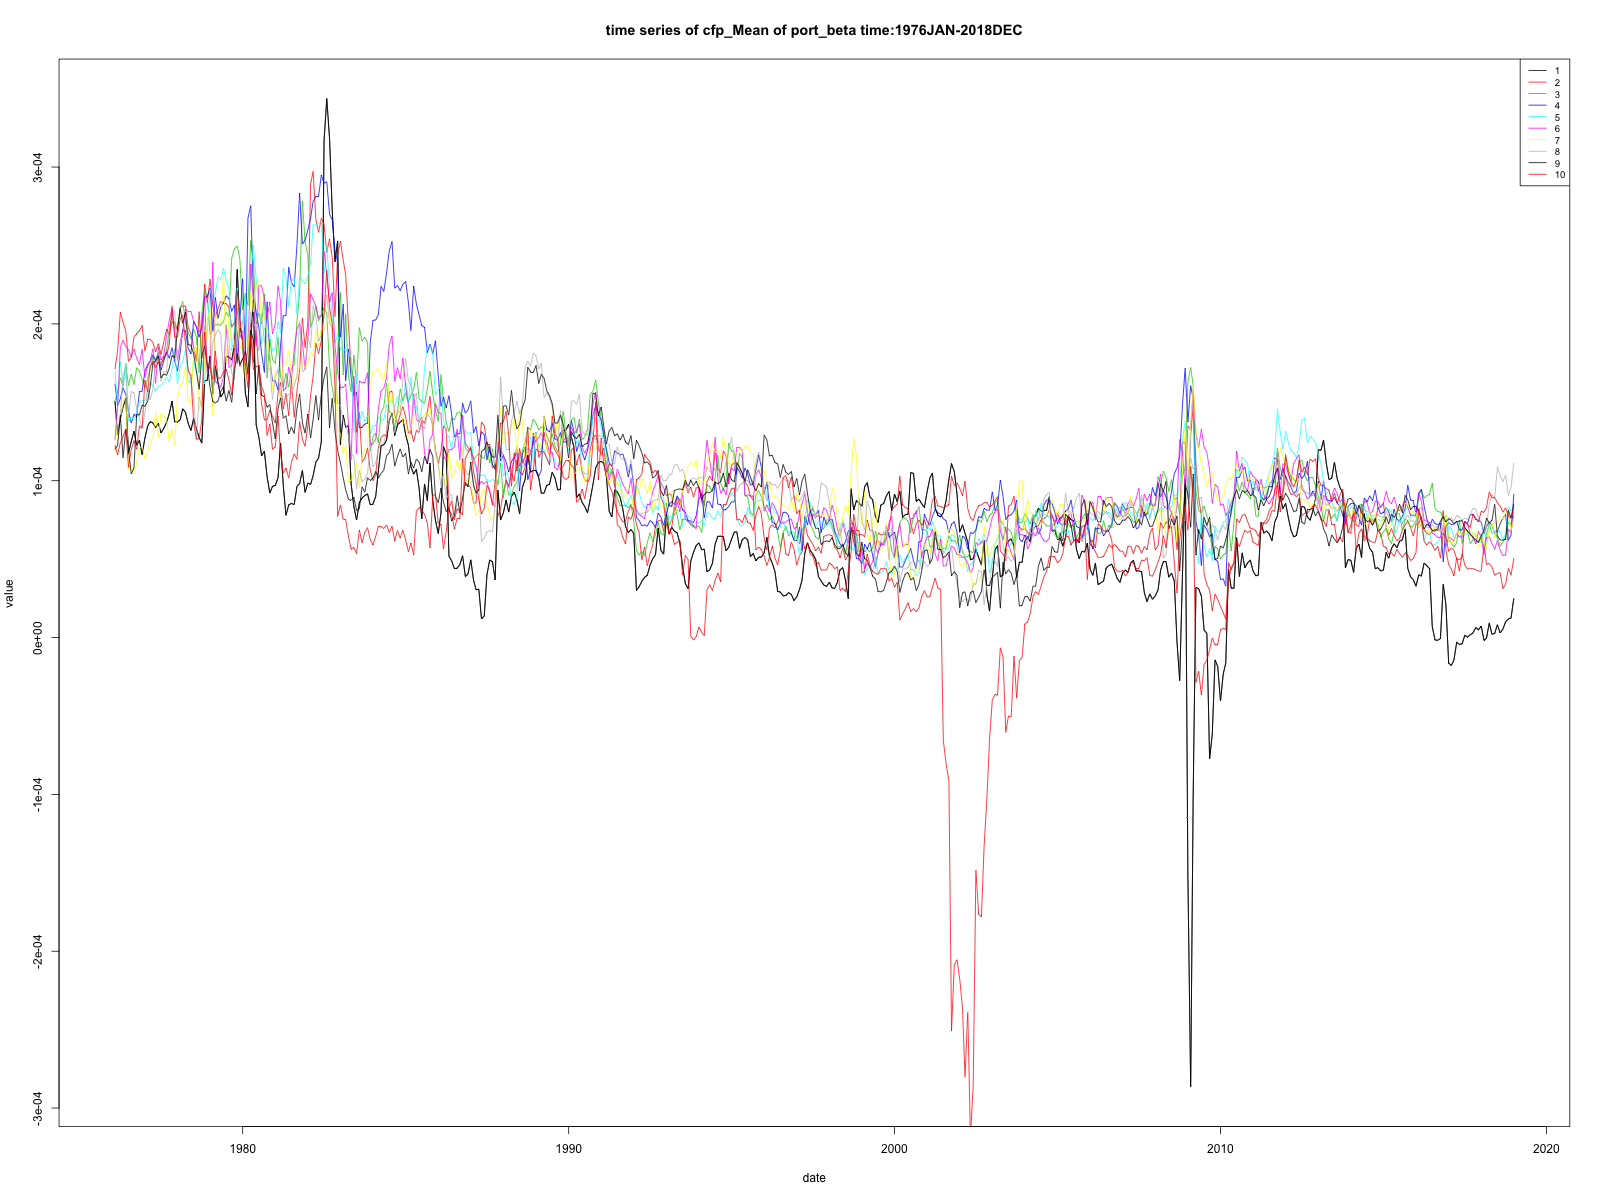 time series of cfp_Mean of port_beta time:1976JAN-2018DEC
1
2
3
4
5
6
7
8
9
10
3e-04
2e-04
1e-04
0e+00
-1e-04
-2e-04
-3e-04
value
1980
1990
2000
2010
2020
date